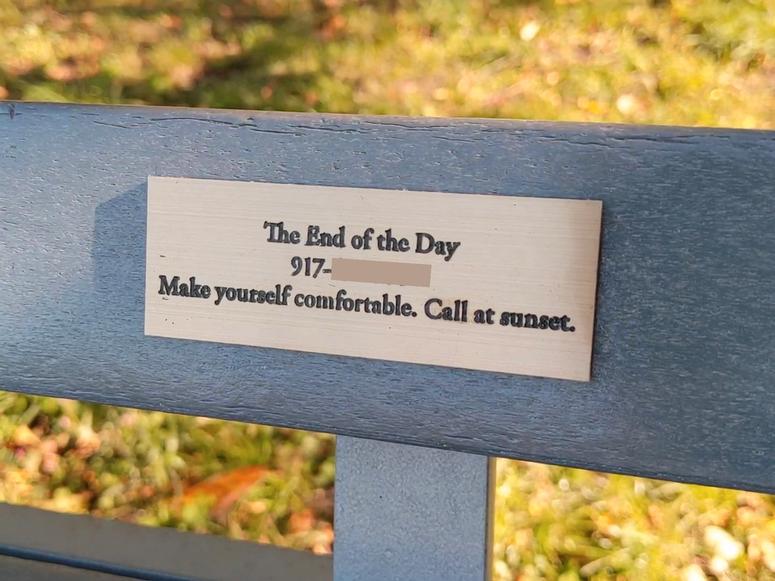 The End of the Day
917-
Make yourself comfortable. Call at sunset.